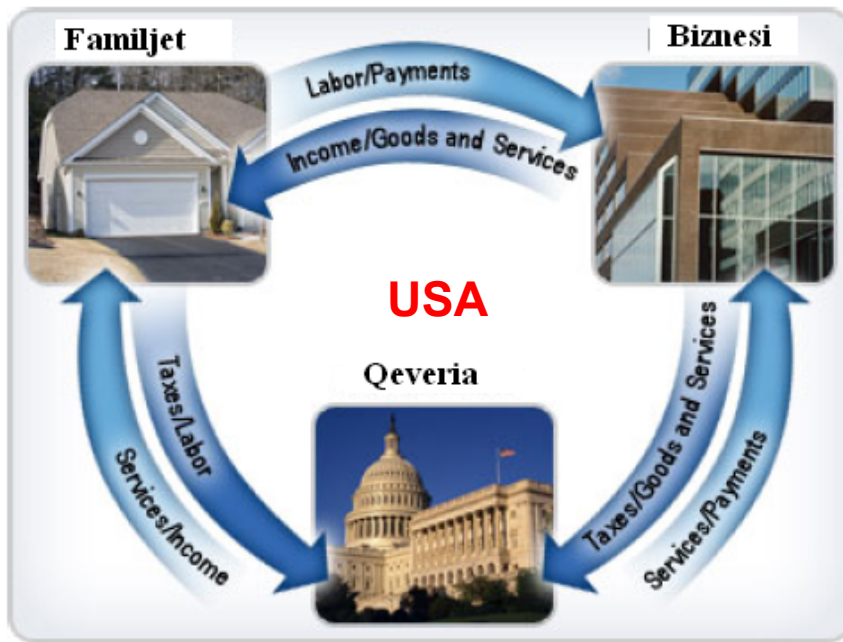 Familjet
Biznesi
Labor/Payments
Income/Goods and Services
USA
Qeveria
Taxes/Labor
Services/Income
Taxes/Goods and Services
Services/Payments